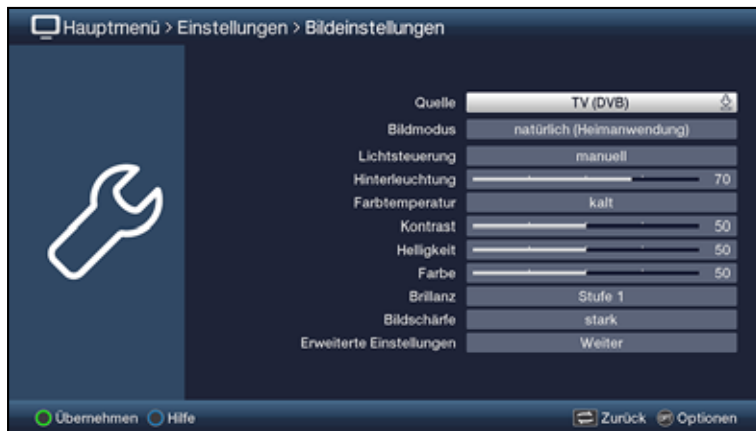 Hauptmenü > Einstellungen > Bildeinstellungen
Quelle TV (DVB)
Bildmodus natürlich (Heimanwendung)
Lichtsteuerung manuell
Hinterleuchtung 70
Farbtemperatur kalt
Kontrast 50
Helligkeit 50
Farbe 50
Brillanz Stufe 1
Bildschärfe stark
Erweiterte Einstellungen Weiter
Übernehmen Hilfe Zurück Optionen